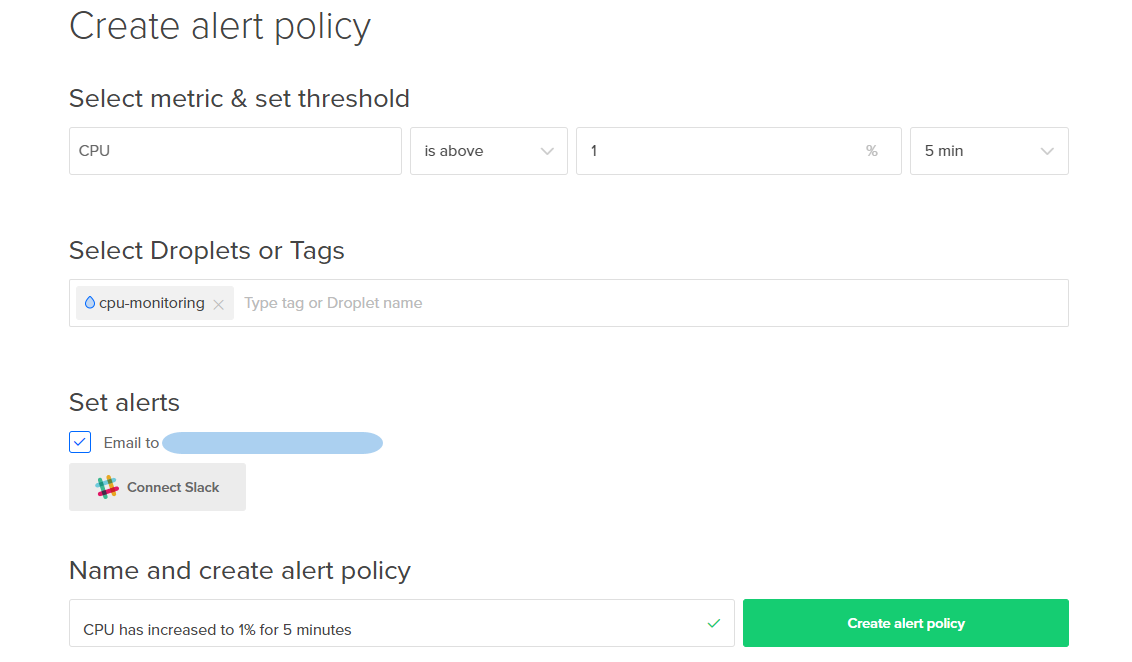 Create alert policy
Select metric & set threshold
CPU is above 1 % 5 min
Select Droplets or Tags
cpu-monitoring Type tag or Droplet name
Set alerts
Email to
Connect Slack
Name and create alert policy
CPU has increased to 1% for 5 minutes Create alert policy